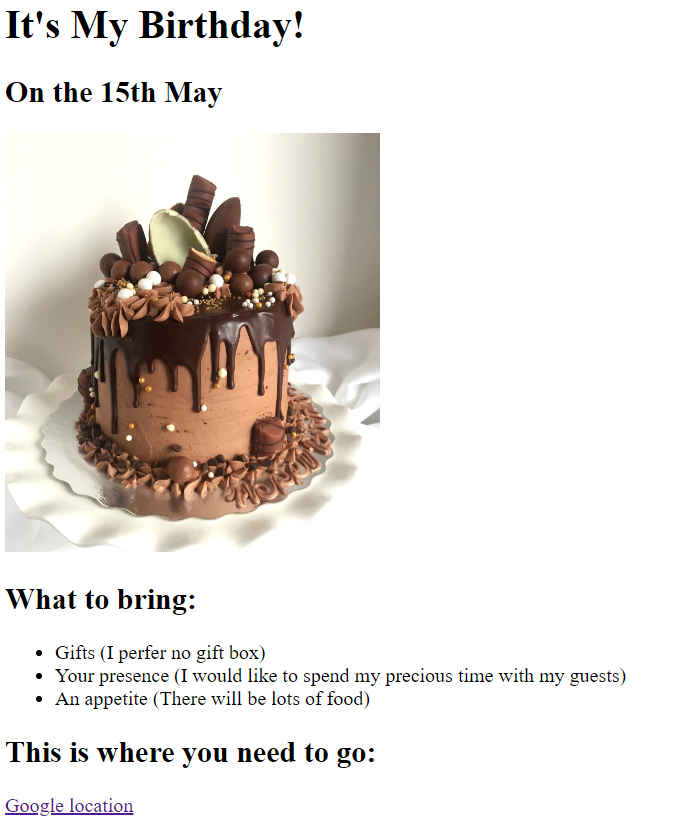 It's My Birthday!
On the 15th May
What to bring:
Gifts (I perfer no gift box)
Your presence (I would like to spend my precious time with my guests)
An appetite (There will be lots of food)
This is where you need to go:
Google location